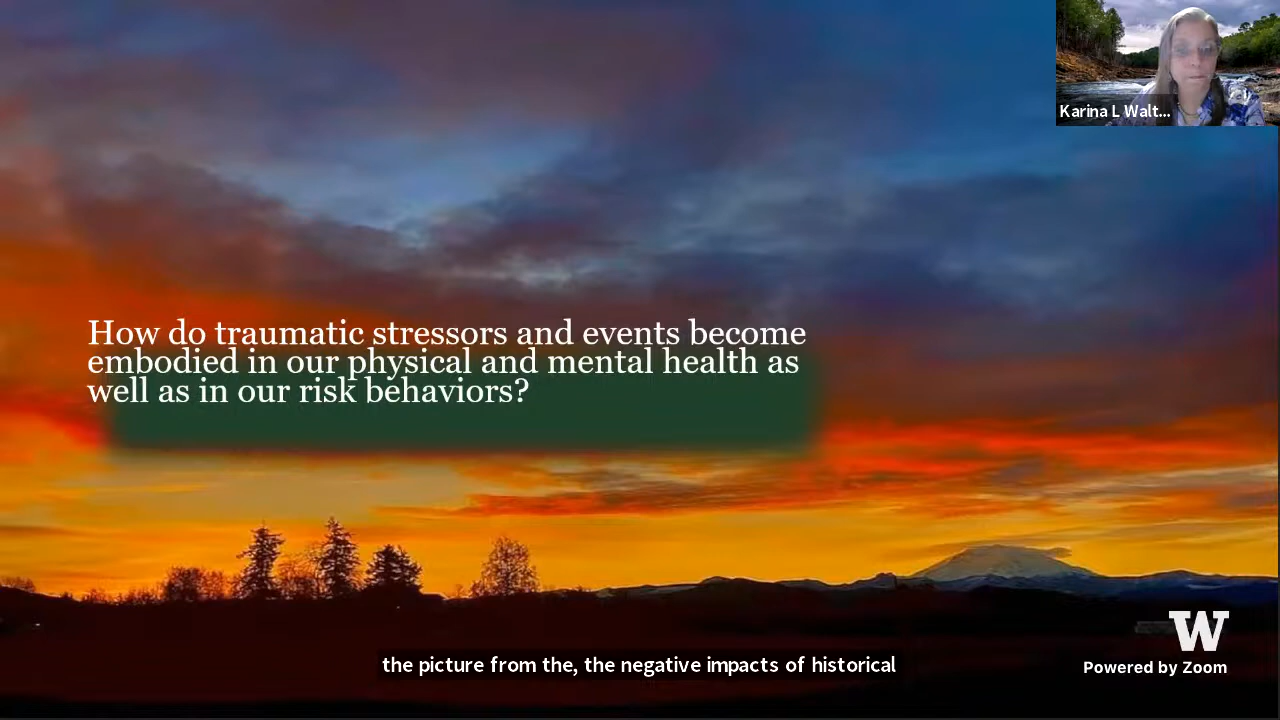 Karina L Walt...
How do traumatic stressors and events become
embodied in our physical and mental health as
well as in our risk behaviors?
W
the picture from the, the negative impacts of historical
Powered by Zoom